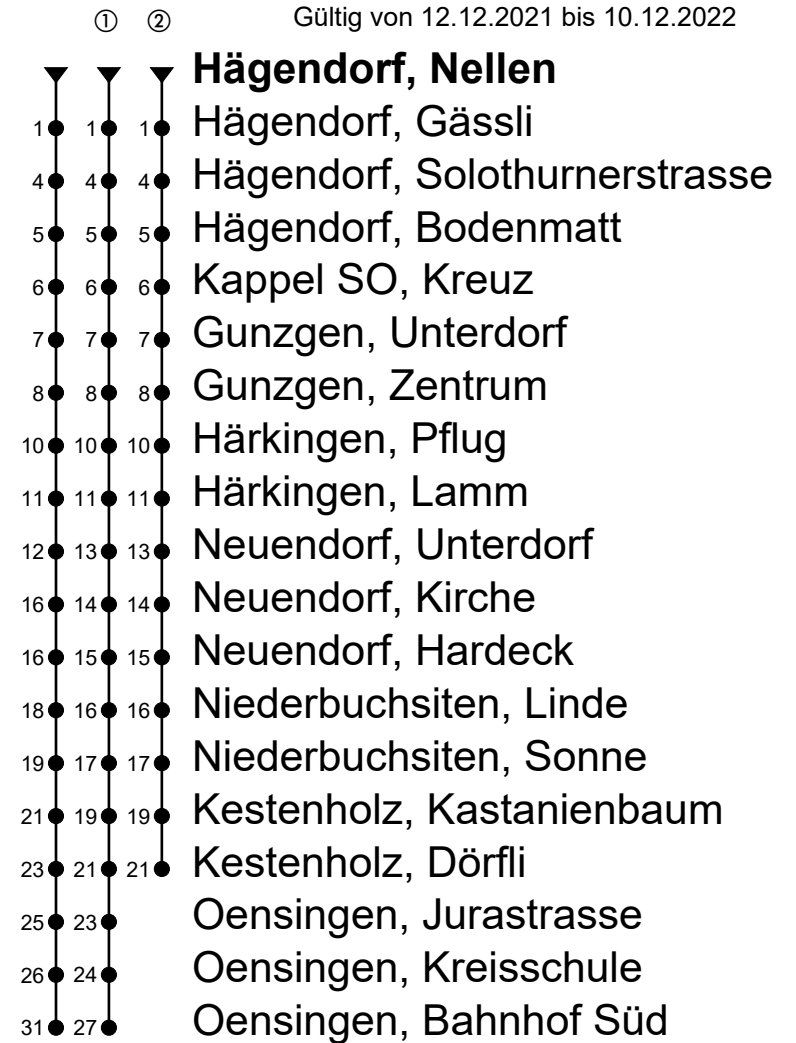 ① ② Gültig von 12.12.2021 bis 10.12.2022
Hägendorf, Nellen
1 1 1 Hägendorf, Gässli
4 4 4 Hägendorf, Solothurnerstrasse
5 5 5 Hägendorf, Bodenmatt
6 6 6 Kappel SO, Kreuz
7 7 7 Gunzgen, Unterdorf
8 8 8 Gunzgen, Zentrum
10 10 10 Härkingen, Pflug
11 11 11 Härkingen, Lamm
12 13 13 Neuendorf, Unterdorf
16 14 14 Neuendorf, Kirche
16 15 15 Neuendorf, Hardeck
18 16 16 Niederbuchsiten, Linde
19 17 17 Niederbuchsiten, Sonne
21 19 19 Kestenholz, Kastanienbaum
23 21 21 Kestenholz, Dörfli
25 23 Oensingen, Jurastrasse
26 24 Oensingen, Kreisschule
31 27 Oensingen, Bahnhof Süd